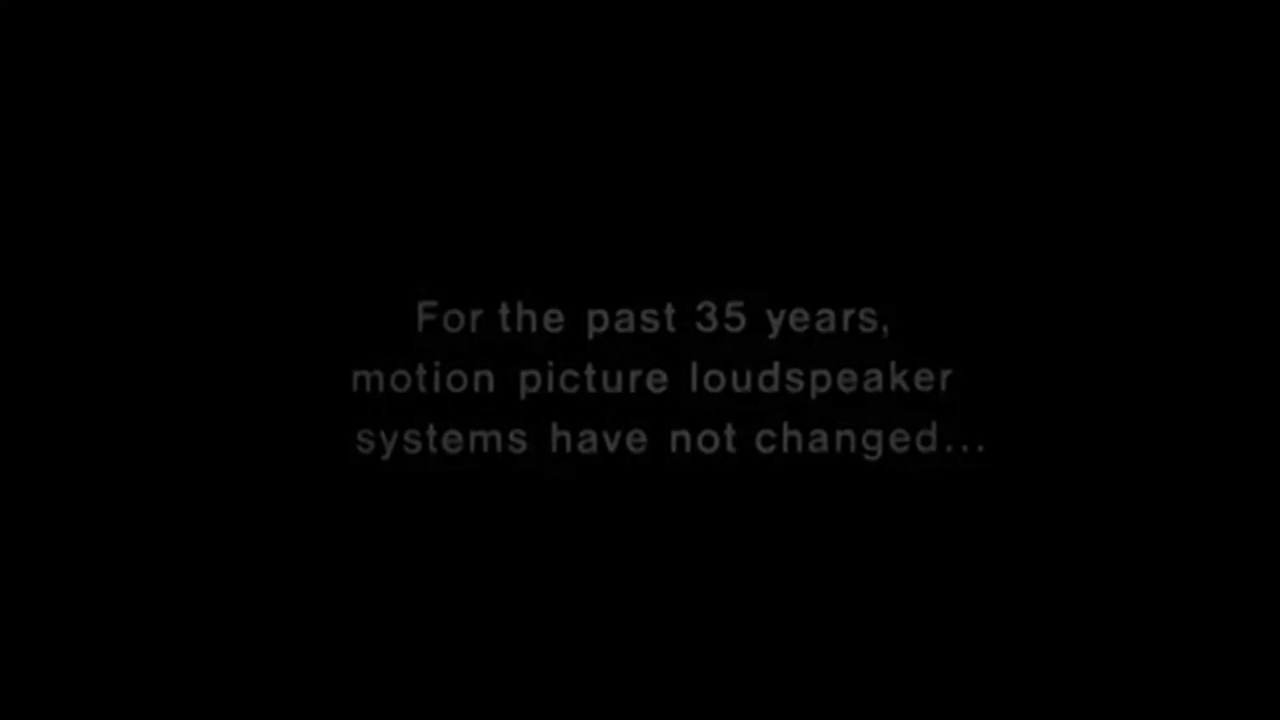 For the past 35 years,
motion picture loudspeaker
systems have not changed...